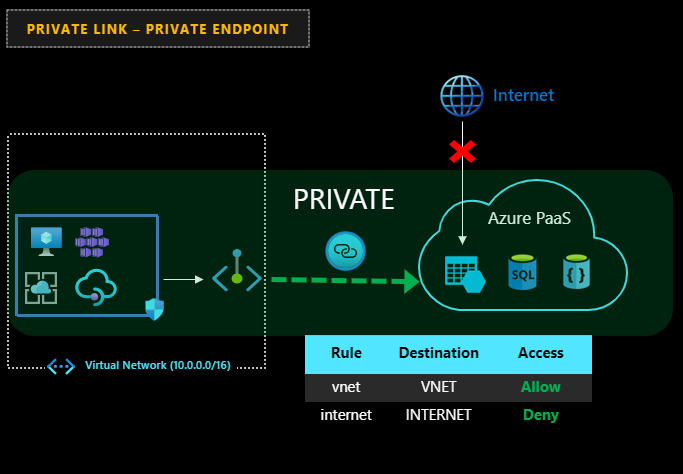 PRIVATE LINK – PRIVATE ENDPOINT
Internet
PRIVATE
Azure PaaS
SQL
{ }
Virtual Network (10.0.0.0/16)
Rule Destination Access
vnet VNET Allow
internet INTERNET Deny